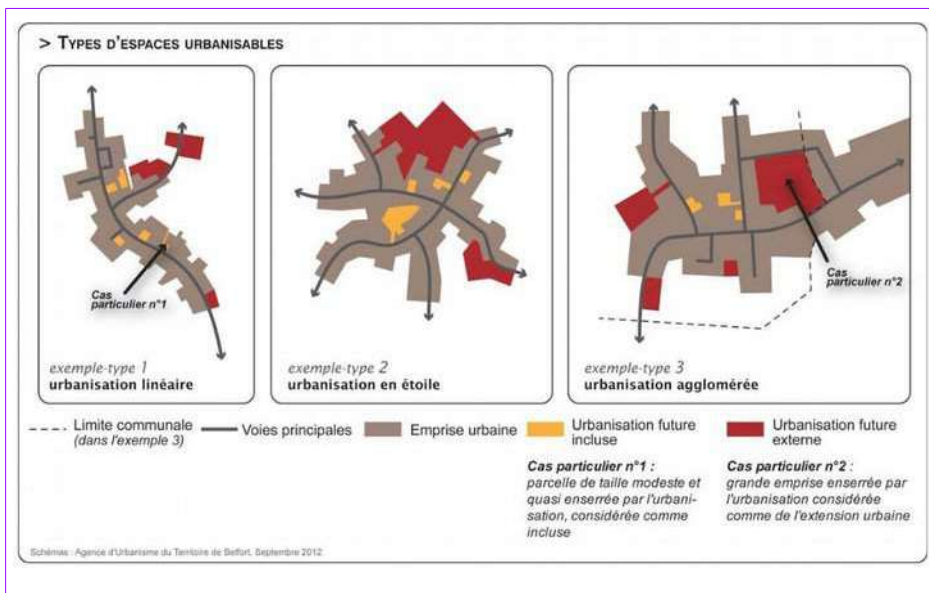 > Types d'espaces urbanisables
Cas
particulier n°1
exemple-type 1
urbanisation linéaire
exemple-type 2
urbanisation en étoile
Cas
particulier n°2
exemple-type 3
urbanisation agglomérée
Limite communale
(dans l'exemple 3)
Voies principales
Emprise urbaine
Urbanisation future
incluse
Urbanisation future
externe
Cas particulier n°1 :
parcelle de taille modeste et
quasi enserrée par l'urbani-
sation, considérée comme
incluse
Cas particulier n°2 :
grande emprise enserrée par
l'urbanisation considérée
comme de l'extension urbaine
Schémas : Agence d'Urbanisme du Territoire de Belfort, Septembre 2012